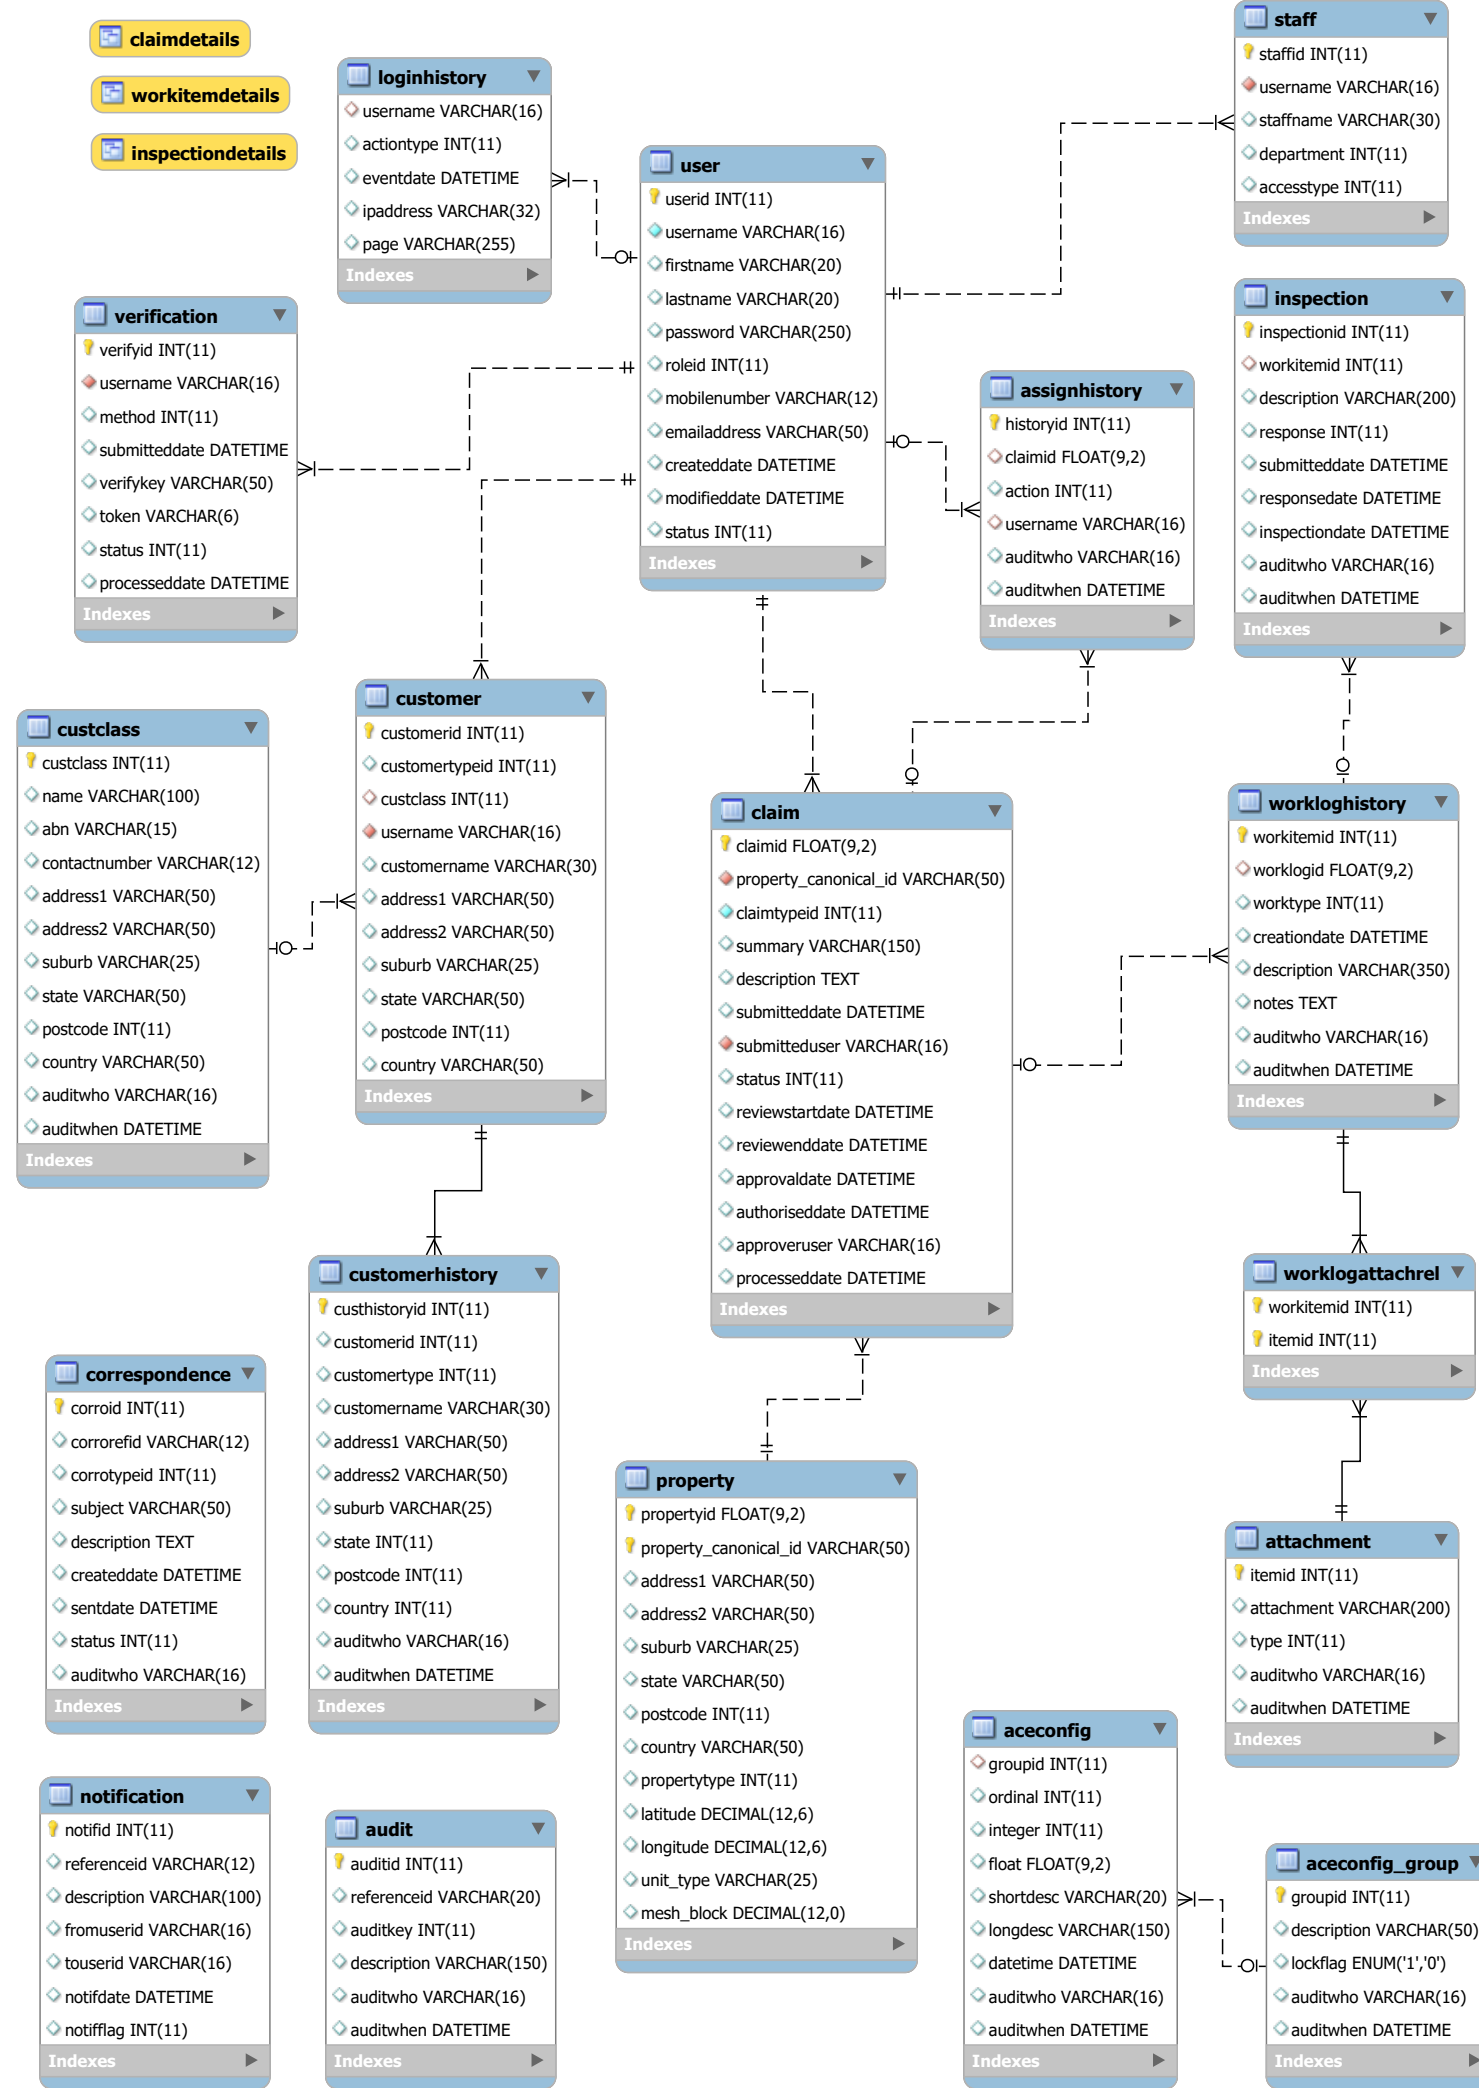 claimdetails
workitemdetails
inspectiondetails
loginhistory
username VARCHAR(16)
actiontype INT(11)
eventdate DATETIME
ipaddress VARCHAR(32)
page VARCHAR(255)
Indexes
user
userid INT(11)
username VARCHAR(16)
firstname VARCHAR(20)
lastname VARCHAR(20)
password VARCHAR(250)
roleid INT(11)
mobilenumber VARCHAR(12)
emailaddress VARCHAR(50)
createddate DATETIME
modifieddate DATETIME
status INT(11)
Indexes
staff
staffid INT(11)
username VARCHAR(16)
staffname VARCHAR(30)
department INT(11)
accesstype INT(11)
Indexes
verification
verifyid INT(11)
username VARCHAR(16)
method INT(11)
submitteddate DATETIME
verifykey VARCHAR(50)
token VARCHAR(6)
status INT(11)
processeddate DATETIME
Indexes
assignhistory
historyid INT(11)
claimid FLOAT(9,2)
action INT(11)
username VARCHAR(16)
auditwho VARCHAR(16)
auditwhen DATETIME
Indexes
inspection
inspectionid INT(11)
workitemid INT(11)
description VARCHAR(200)
response INT(11)
submitteddate DATETIME
responsedate DATETIME
inspectiondate DATETIME
auditwho VARCHAR(16)
auditwhen DATETIME
Indexes
custclass
custclass INT(11)
name VARCHAR(100)
abn VARCHAR(15)
contactnumber VARCHAR(12)
address1 VARCHAR(50)
address2 VARCHAR(50)
suburb VARCHAR(25)
state VARCHAR(50)
postcode INT(11)
country VARCHAR(50)
auditwho VARCHAR(16)
auditwhen DATETIME
Indexes
customer
customerid INT(11)
customertypeid INT(11)
custclass INT(11)
username VARCHAR(16)
customername VARCHAR(30)
address1 VARCHAR(50)
address2 VARCHAR(50)
suburb VARCHAR(25)
state VARCHAR(50)
postcode INT(11)
country VARCHAR(50)
Indexes
claim
claimid FLOAT(9,2)
property_canonical_id VARCHAR(50)
claimtypeid INT(11)
summary VARCHAR(150)
description TEXT
submitteddate DATETIME
submitteduser VARCHAR(16)
status INT(11)
reviewstartdate DATETIME
reviewenddate DATETIME
approvaldate DATETIME
authoriseddate DATETIME
approveruser VARCHAR(16)
processeddate DATETIME
Indexes
workloghistory
workitemid INT(11)
worklogid FLOAT(9,2)
worktype INT(11)
creationdate DATETIME
description VARCHAR(350)
notes TEXT
auditwho VARCHAR(16)
auditwhen DATETIME
Indexes
customerhistory
custhistoryid INT(11)
customerid INT(11)
customertype INT(11)
customername VARCHAR(30)
address1 VARCHAR(50)
address2 VARCHAR(50)
suburb VARCHAR(25)
state INT(11)
postcode INT(11)
country INT(11)
auditwho VARCHAR(16)
auditwhen DATETIME
Indexes
worklogattachrel
workitemid INT(11)
itemid INT(11)
Indexes
correspondence
corroid INT(11)
corrorefid VARCHAR(12)
corrotypeid INT(11)
subject VARCHAR(50)
description TEXT
createddate DATETIME
sentdate DATETIME
status INT(11)
auditwho VARCHAR(16)
Indexes
property
propertyid FLOAT(9,2)
property_canonical_id VARCHAR(50)
address1 VARCHAR(50)
address2 VARCHAR(50)
suburb VARCHAR(25)
state VARCHAR(50)
postcode INT(11)
country VARCHAR(50)
propertytype INT(11)
latitude DECIMAL(12,6)
longitude DECIMAL(12,6)
unit_type VARCHAR(25)
mesh_block DECIMAL(12,0)
Indexes
attachment
itemid INT(11)
attachment VARCHAR(200)
type INT(11)
auditwho VARCHAR(16)
auditwhen DATETIME
Indexes
notification
notifid INT(11)
referenceid VARCHAR(12)
description VARCHAR(100)
fromuserid VARCHAR(16)
touserid VARCHAR(16)
notifdate DATETIME
notifflag INT(11)
Indexes
audit
auditid INT(11)
referenceid VARCHAR(20)
auditkey INT(11)
description VARCHAR(150)
auditwho VARCHAR(16)
auditwhen DATETIME
Indexes
aceconfig
groupid INT(11)
ordinal INT(11)
integer INT(11)
float FLOAT(9,2)
shortdesc VARCHAR(20)
longdesc VARCHAR(150)
datetime DATETIME
auditwho VARCHAR(16)
auditwhen DATETIME
Indexes
aceconfig_group
groupid INT(11)
description VARCHAR(50)
lockflag ENUM('1','0')
auditwho VARCHAR(16)
auditwhen DATETIME
Indexes